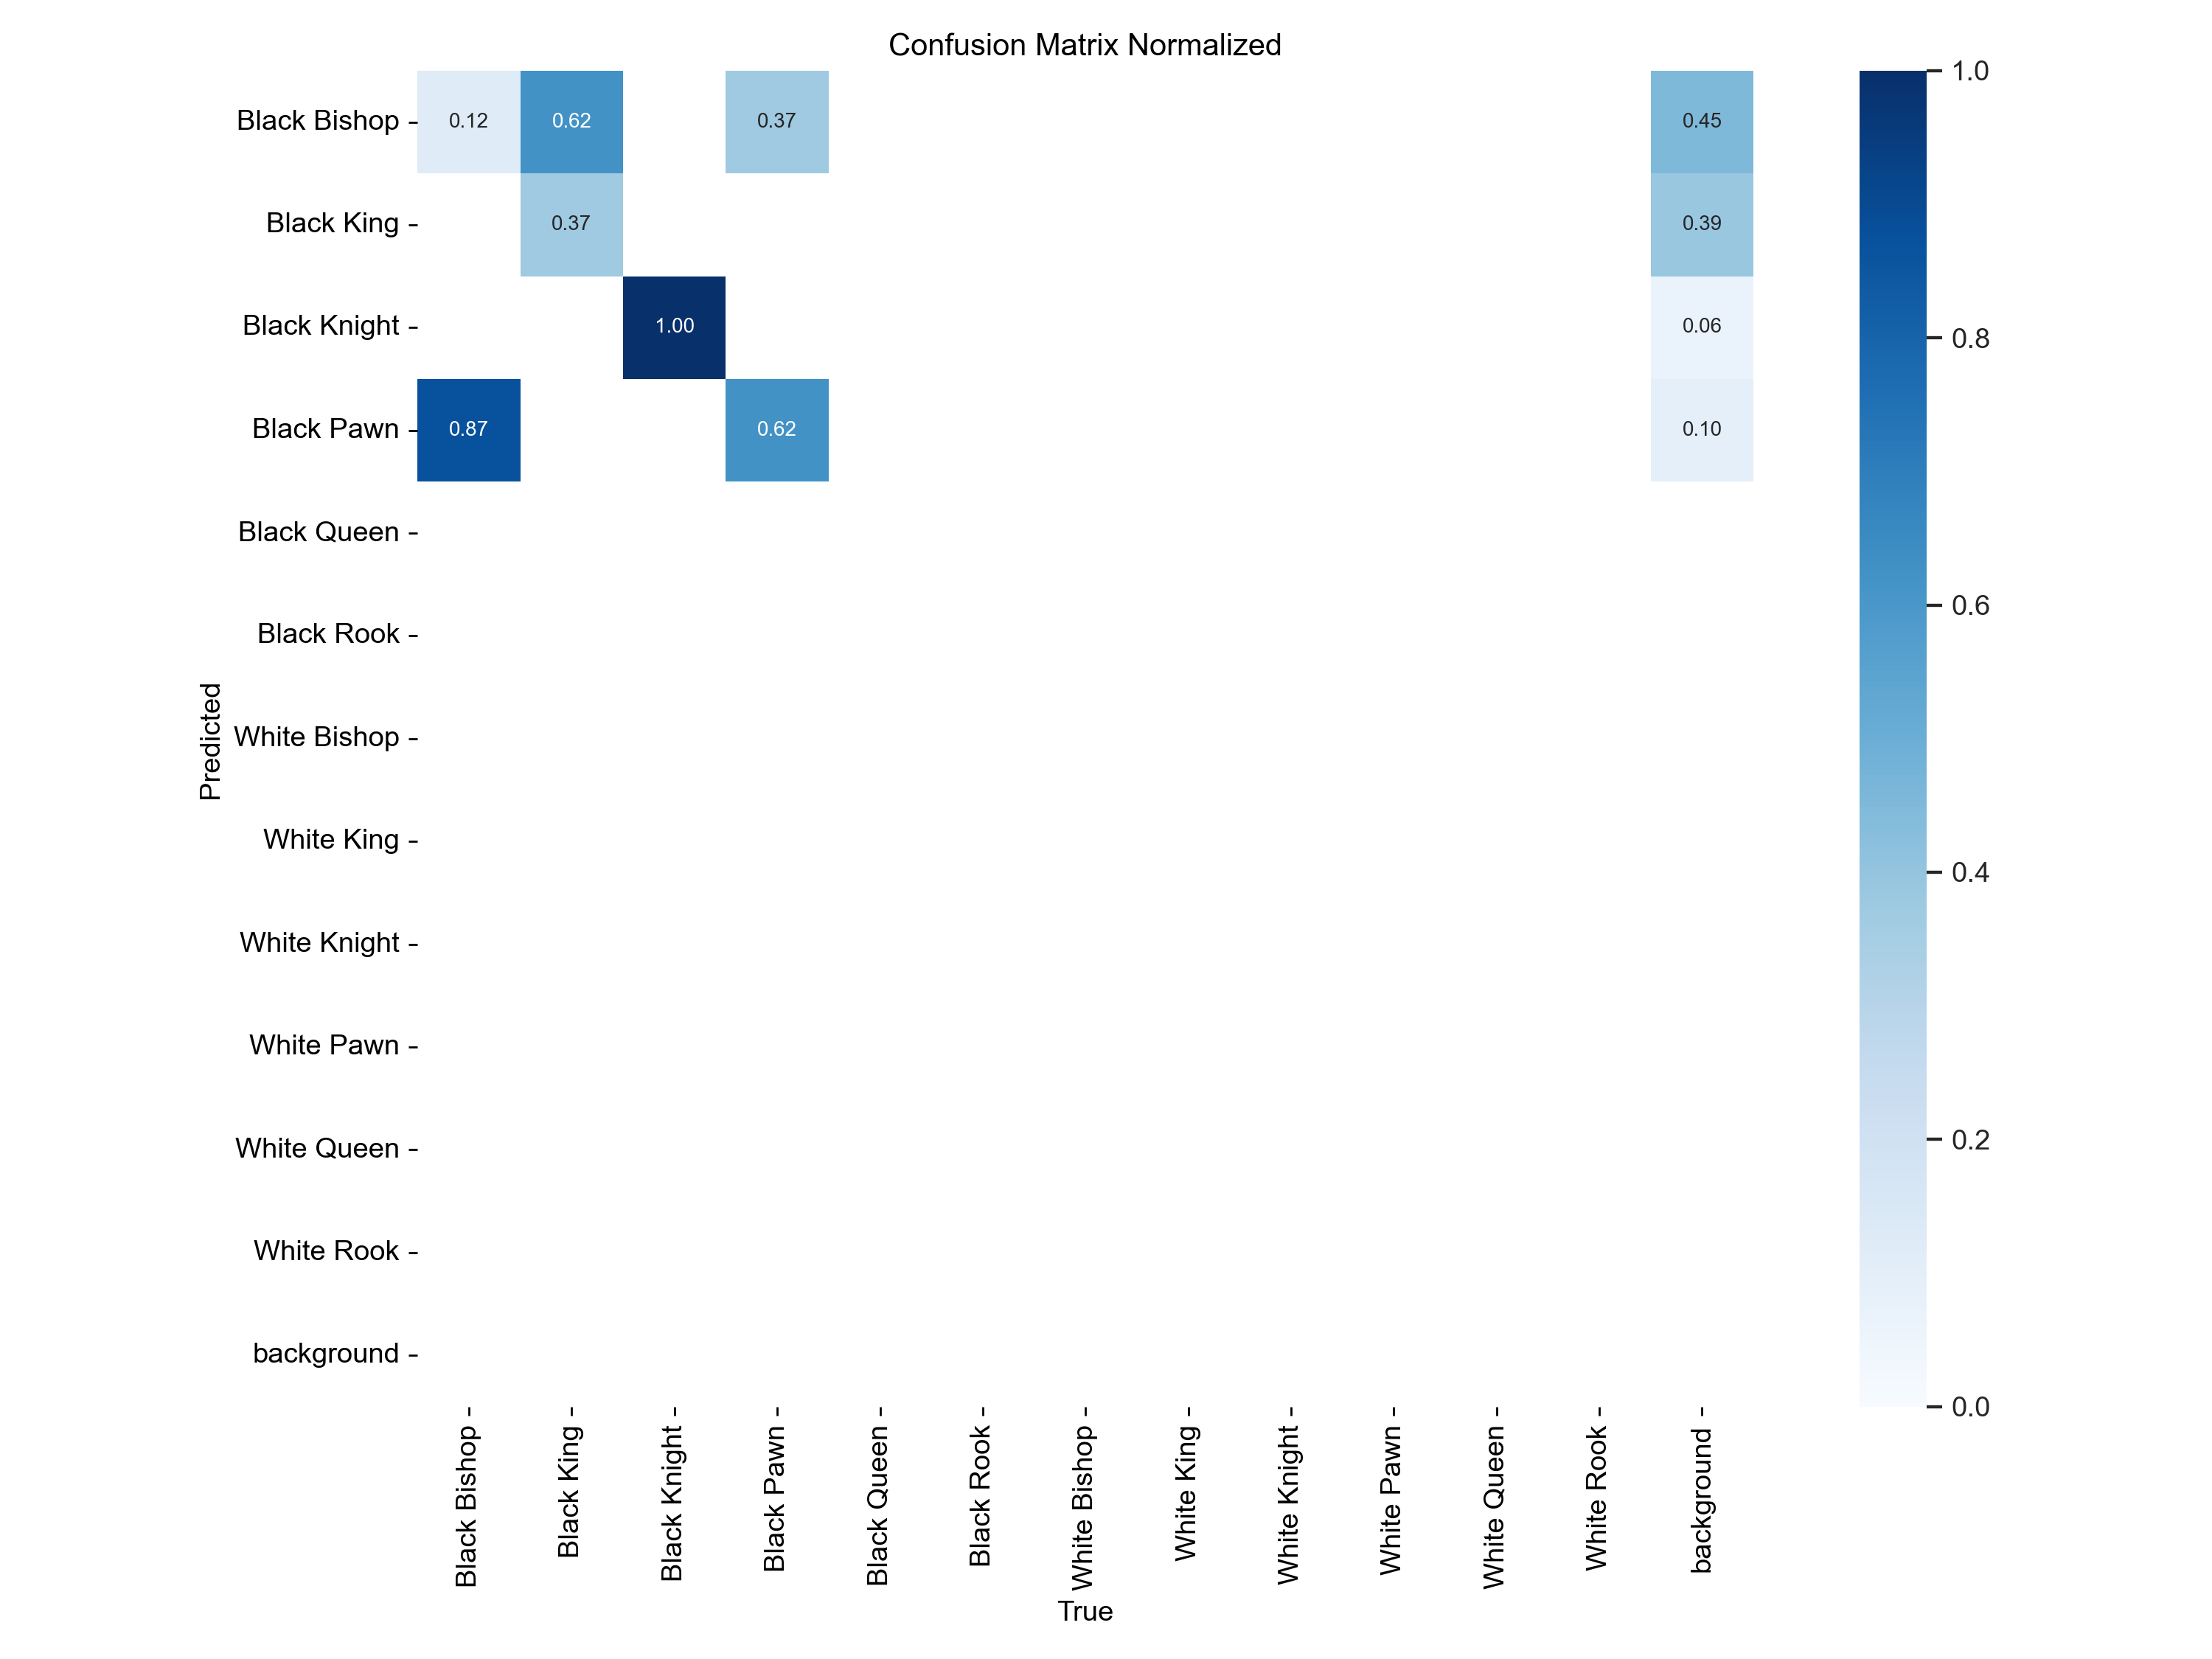 Confusion Matrix Normalized
Black Bishop
0.12 0.62 0.37 0.45
Black King
0.37 0.39
Black Knight
1.00 0.06
Black Pawn
0.87 0.62 0.10
Black Queen
Black Rook
White Bishop
White King
White Knight
White Pawn
White Queen
White Rook
background
Predicted
Black Bishop
Black King
Black Knight
Black Pawn
Black Queen
Black Rook
White Bishop
White King
White Knight
White Pawn
White Queen
White Rook
background
True
1.0
0.8
0.6
0.4
0.2
0.0